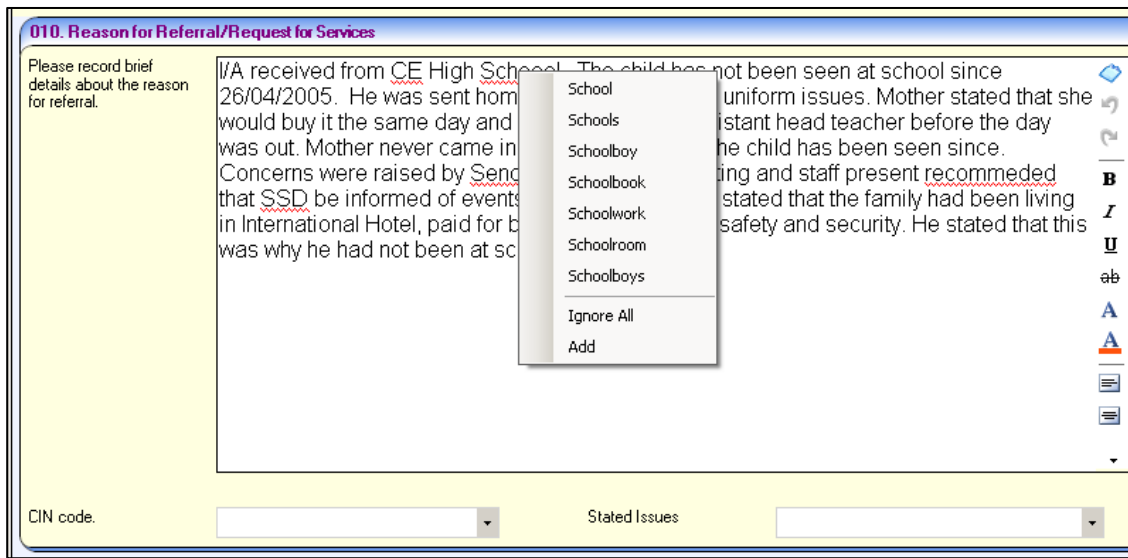 010. Reason for Referral/Request for Services
Please record brief
details about the reason
for referral.
I/A received from CE High Schoool. The child has not been seen at school since
26/04/2005. He was sent hom uniform issues. Mother stated that she
would buy it the same day and istant head teacher before the day
was out. Mother never came in he child has been seen since.
Concerns were raised by Senc ing and staff present recommeded
that SSD be informed of events stated that the family had been living
in International Hotel, paid for b safety and security. He stated that this
was why he had not been at sc
School
Schools
Schoolboy
Schoolbook
Schoolwork
Schoolroom
Schoolboys
Ignore All
Add
B
I
U
ab
A
A
CIN code.
Stated Issues